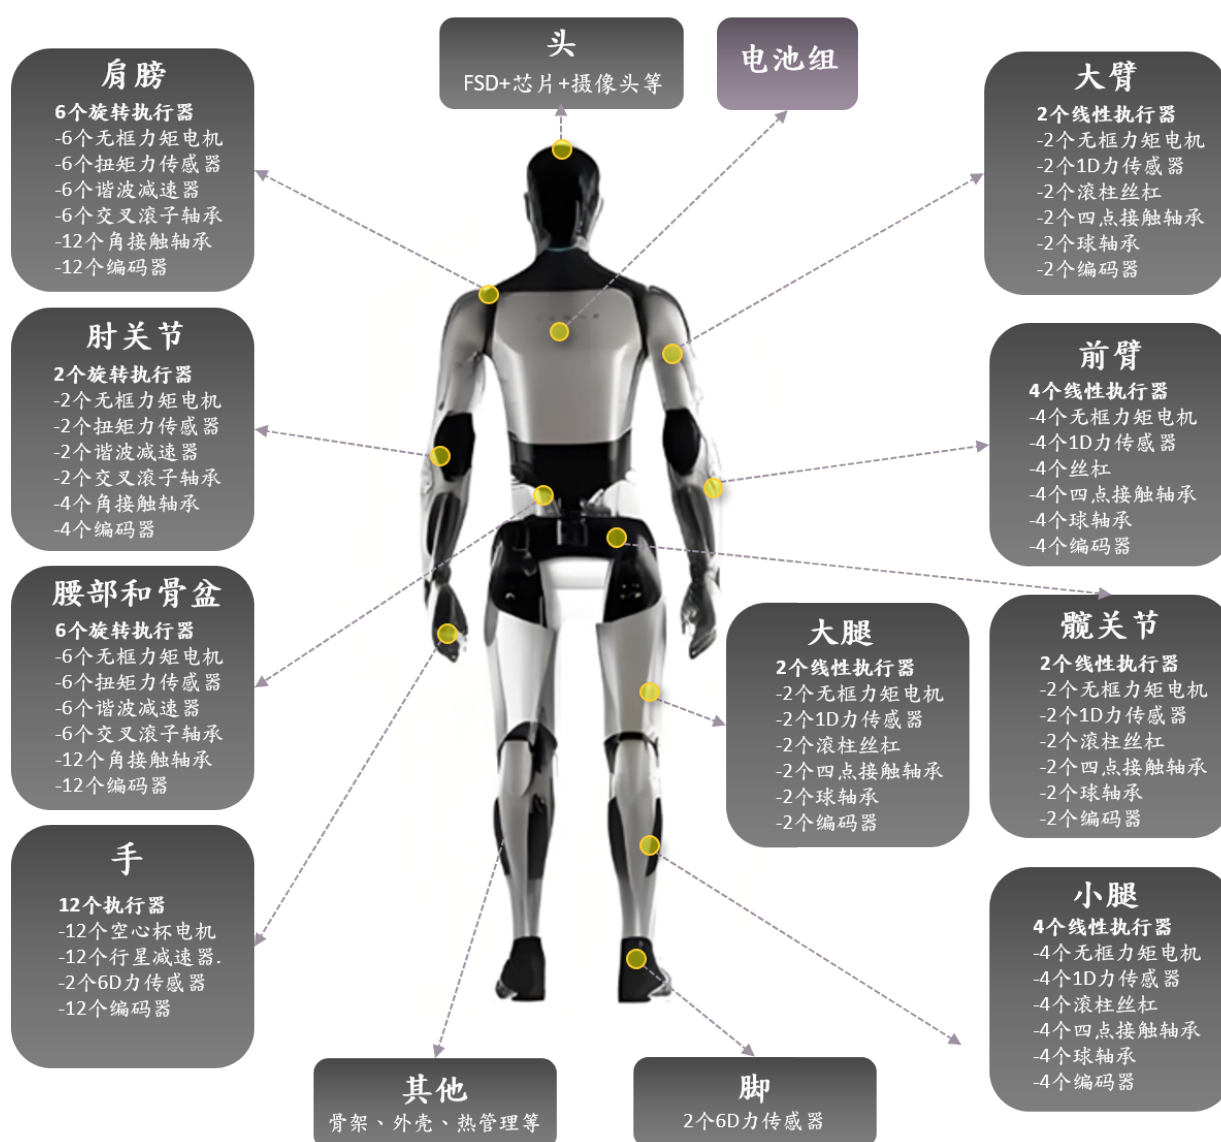 头
FSD+芯片+摄像头等
电池组
肩膀
6个旋转执行器
-6个无框力矩电机
-6个扭矩力传感器
-6个谐波减速器
-6个交叉滚子轴承
-12个角接触轴承
-12个编码器
大臂
2个线性执行器
-2个无框力矩电机
-2个1D力传感器
-2个滚柱丝杠
-2个四点接触轴承
-2个球轴承
-2个编码器
肘关节
2个旋转执行器
-2个无框力矩电机
-2个扭矩力传感器
-2个谐波减速器
-2个交叉滚子轴承
-4个角接触轴承
-4个编码器
前臂
4个线性执行器
-4个无框力矩电机
-4个1D力传感器
-4个丝杠
-4个四点接触轴承
-4个球轴承
-4个编码器
腰部和骨盆
6个旋转执行器
-6个无框力矩电机
-6个扭矩力传感器
-6个谐波减速器
-6个交叉滚子轴承
-12个角接触轴承
-12个编码器
大腿
2个线性执行器
-2个无框力矩电机
-2个1D力传感器
-2个滚柱丝杠
-2个四点接触轴承
-2个球轴承
-2个编码器
髋关节
2个线性执行器
-2个无框力矩电机
-2个1D力传感器
-2个滚柱丝杠
-2个四点接触轴承
-2个球轴承
-2个编码器
手
12个执行器
-12个空心杯电机
-12个行星减速器.
-2个6D力传感器
-12个编码器
小腿
4个线性执行器
-4个无框力矩电机
-4个1D力传感器
-4个滚柱丝杠
-4个四点接触轴承
-4个球轴承
-4个编码器
其他
骨架、外壳、热管理等
脚
2个6D力传感器